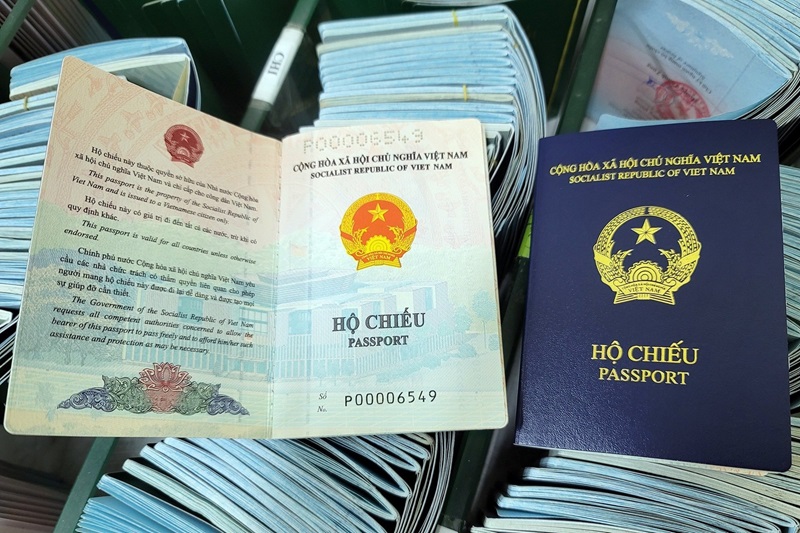 Hộ chiếu này thuộc quyền sở hữu của Nhà nước Cộng hòa
xã hội chủ nghĩa Việt Nam và chỉ cấp cho công dân Việt Nam.
This passport is the property of the Socialist Republic of
Viet Nam and is issued to a Vietnamese citizen only.
Hộ chiếu này có giá trị đi đến tất cả các nước, trừ khi có
quy định khác.
This passport is valid for all countries unless otherwise
endorsed.
Chính phủ nước Cộng hòa xã hội chủ nghĩa Việt Nam yêu
cầu các nhà chức trách có thẩm quyền liên quan cho phép
người mang hộ chiếu này được đi lại dễ dàng và được tạo mọi
sự giúp đỡ cần thiết.
The Government of the Socialist Republic of Viet Nam
requests all competent authorities concerned to allow the
bearer of this passport to pass freely and to afford him/her such
assistance and protection as may be necessary.
P00006549
CỘNG HÒA XÃ HỘI CHỦ NGHĨA VIỆT NAM
SOCIALIST REPUBLIC OF VIET NAM
VIỆT NAM
HỘ CHIẾU
PASSPORT
Số
No.
P00006549
CỘNG HÒA XÃ HỘI CHỦ NGHĨA VIỆT NAM
SOCIALIST REPUBLIC OF VIET NAM
VIỆT NAM
HỘ CHIẾU
PASSPORT
CHI